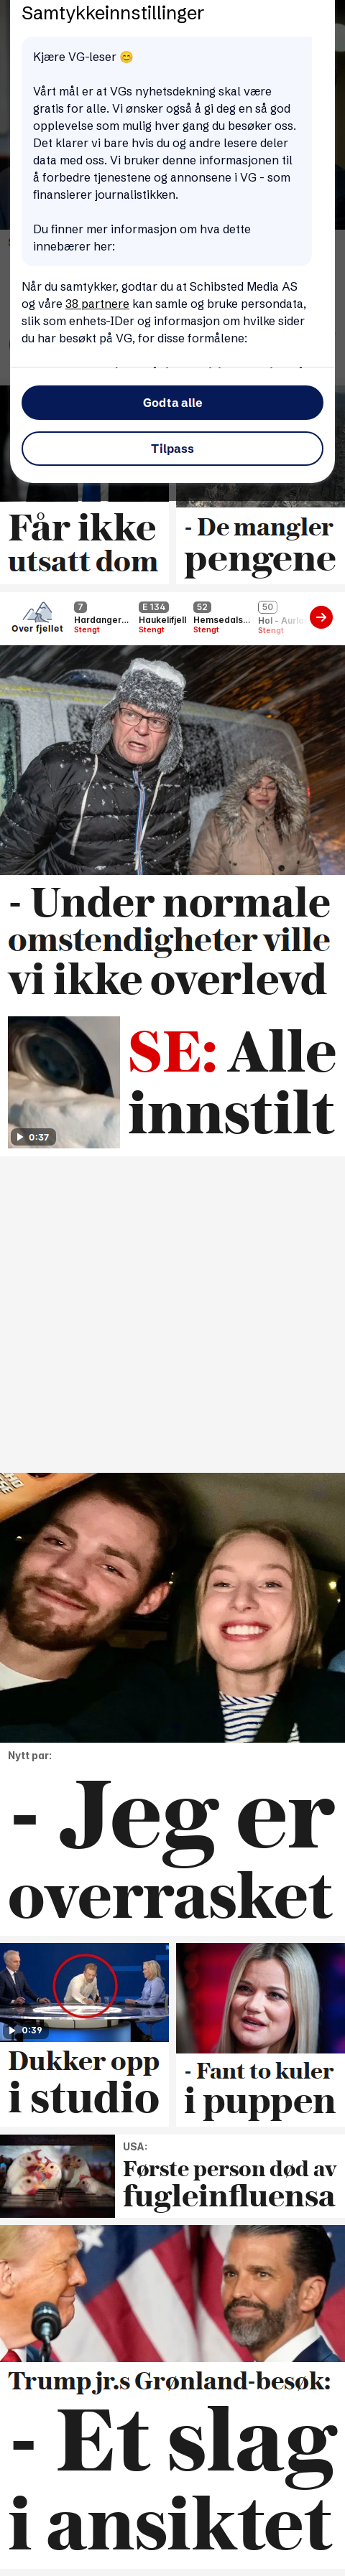 Samtykkeinnstillinger
Kjære VG-leser 😊
Vårt mål er at VGs nyhetsdekning skal være
gratis for alle. Vi ønsker også å gi deg en så god
opplevelse som mulig hver gang du besøker oss.
Det klarer vi bare hvis du og andre lesere deler
data med oss. Vi bruker denne informasjonen til
å forbedre tjenestene og annonsene i VG - som
finansierer journalistikken.
Du finner mer informasjon om hva dette
innebærer her:
Når du samtykker, godtar du at Schibsted Media AS
og våre 38 partnere kan samle og bruke persondata,
slik som enhets-IDer og informasjon om hvilke sider
du har besøkt på VG, for disse formålene:
Godta alle
Tilpass
Får ikke
utsatt dom
- De mangler
pengene
Over fjellet
7
Hardanger...
Stengt
E 134
Haukelifjell
Stengt
52
Hemsedals...
Stengt
50
Hol - Aurl
Stengt
- Under normale
omstendigheter ville
vi ikke overlevd
0:37
SE: Alle
innstilt
Nytt par:
- Jeg er
overrasket
0:39
Dukker opp
i studio
- Fant to kuler
i puppen
USA:
Første person død av
fugleinfluensa
Trump jr.s Grønland-besøk:
- Et slag
i ansiktet